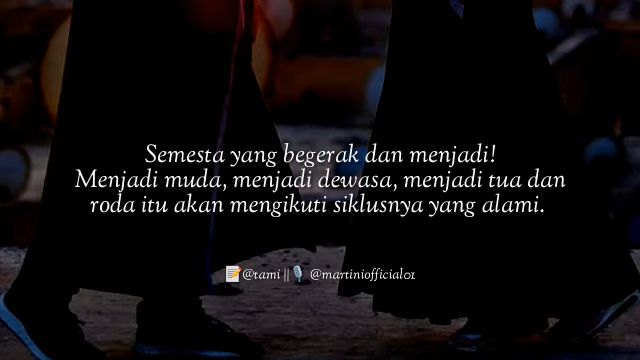 Semesta yang begerak dan menjadi!
Menjadi muda, menjadi dewasa, menjadi tua dan
roda itu akan mengikuti siklusnya yang alami.
📝@tami || 🎙️ @martiniofficial01